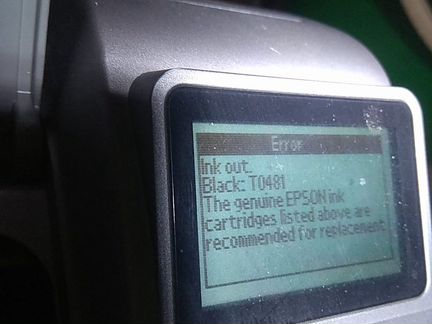 Error
Ink out.
Black: T0481
The genuine EPSON ink
cartridges listed above are
recommended for replacement